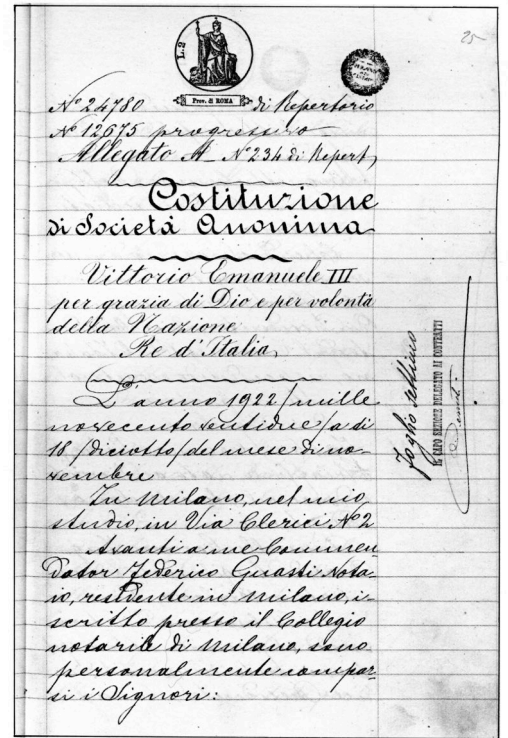 25
L. 2
Prov. di ROMA
N° 24780 di Repertorio
N° 12675 progressivo
Allegato A N° 234 di Repert.
Costituzione
di Società Anonima
Vittorio Emanuele III
per grazia di Dio e per volontà
della Nazione
Re d'Italia
L'anno 1922 / mille
novecento ventidue / a dì
18 / diciotto / del mese di no-
vembre
In Milano, nel mio
studio, in Via Clerici, N° 2
Avanti a me Commen
dator Federico Guasti Nota-
io, residente in Milano, i-
scritto presso il Collegio
notarile di Milano, sono
personalmente compar-
si i Signori:
foglio settimo
IL CAPO SEZIONE DELEGATO AI CONTRATTI